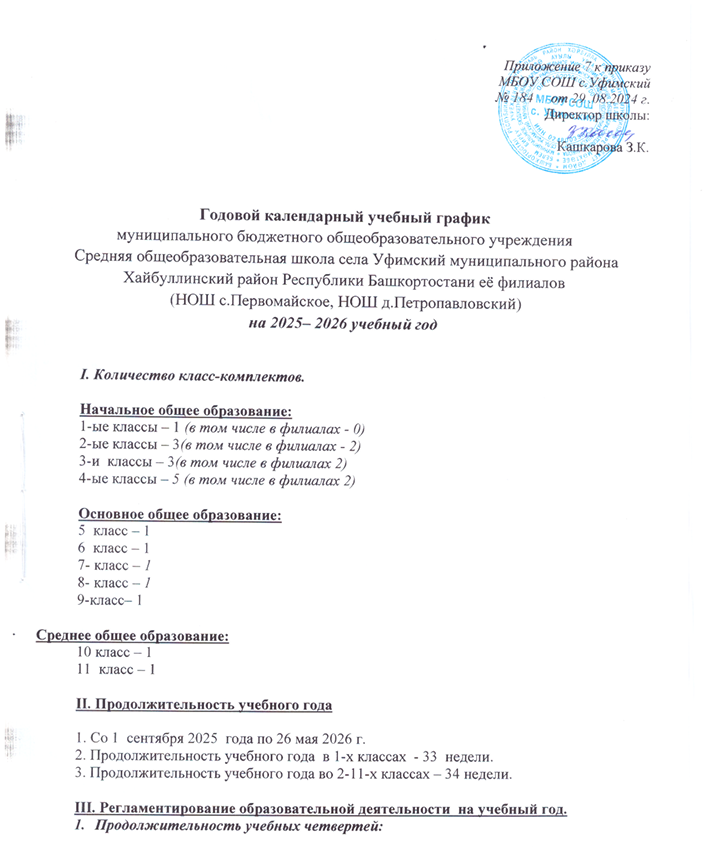 Приложение 7 к приказу
МБОУ СОШ с.Уфимский
№ 184 от 29.08.2024 г.
Директор школы:
Кашкарова З.К.
МБОУ СОШ
Годовой календарный учебный график
муниципального бюджетного общеобразовательного учреждения
Средняя общеобразовательная школа села Уфимский муниципального района
Хайбуллинский район Республики Башкортостани её филиалов
(НОШ с.Первомайское, НОШ д.Петропавловский)
на 2025– 2026 учебный год
I. Количество класс-комплектов.
Начальное общее образование:
1-ые классы – 1 (в том числе в филиалах - 0)
2-ые классы – 3(в том числе в филиалах - 2)
3-и классы – 3(в том числе в филиалах 2)
4-ые классы – 5 (в том числе в филиалах 2)
Основное общее образование:
5 класс – 1
6 класс – 1
7- класс – 1
8- класс – 1
9-класс– 1
Среднее общее образование:
10 класс – 1
11 класс – 1
II. Продолжительность учебного года
1. Со 1 сентября 2025 года по 26 мая 2026 г.
2. Продолжительность учебного года в 1-х классах - 33 недели.
3. Продолжительность учебного года во 2-11-х классах – 34 недели.
III. Регламентирование образовательной деятельности на учебный год.
1. Продолжительность учебных четвертей: